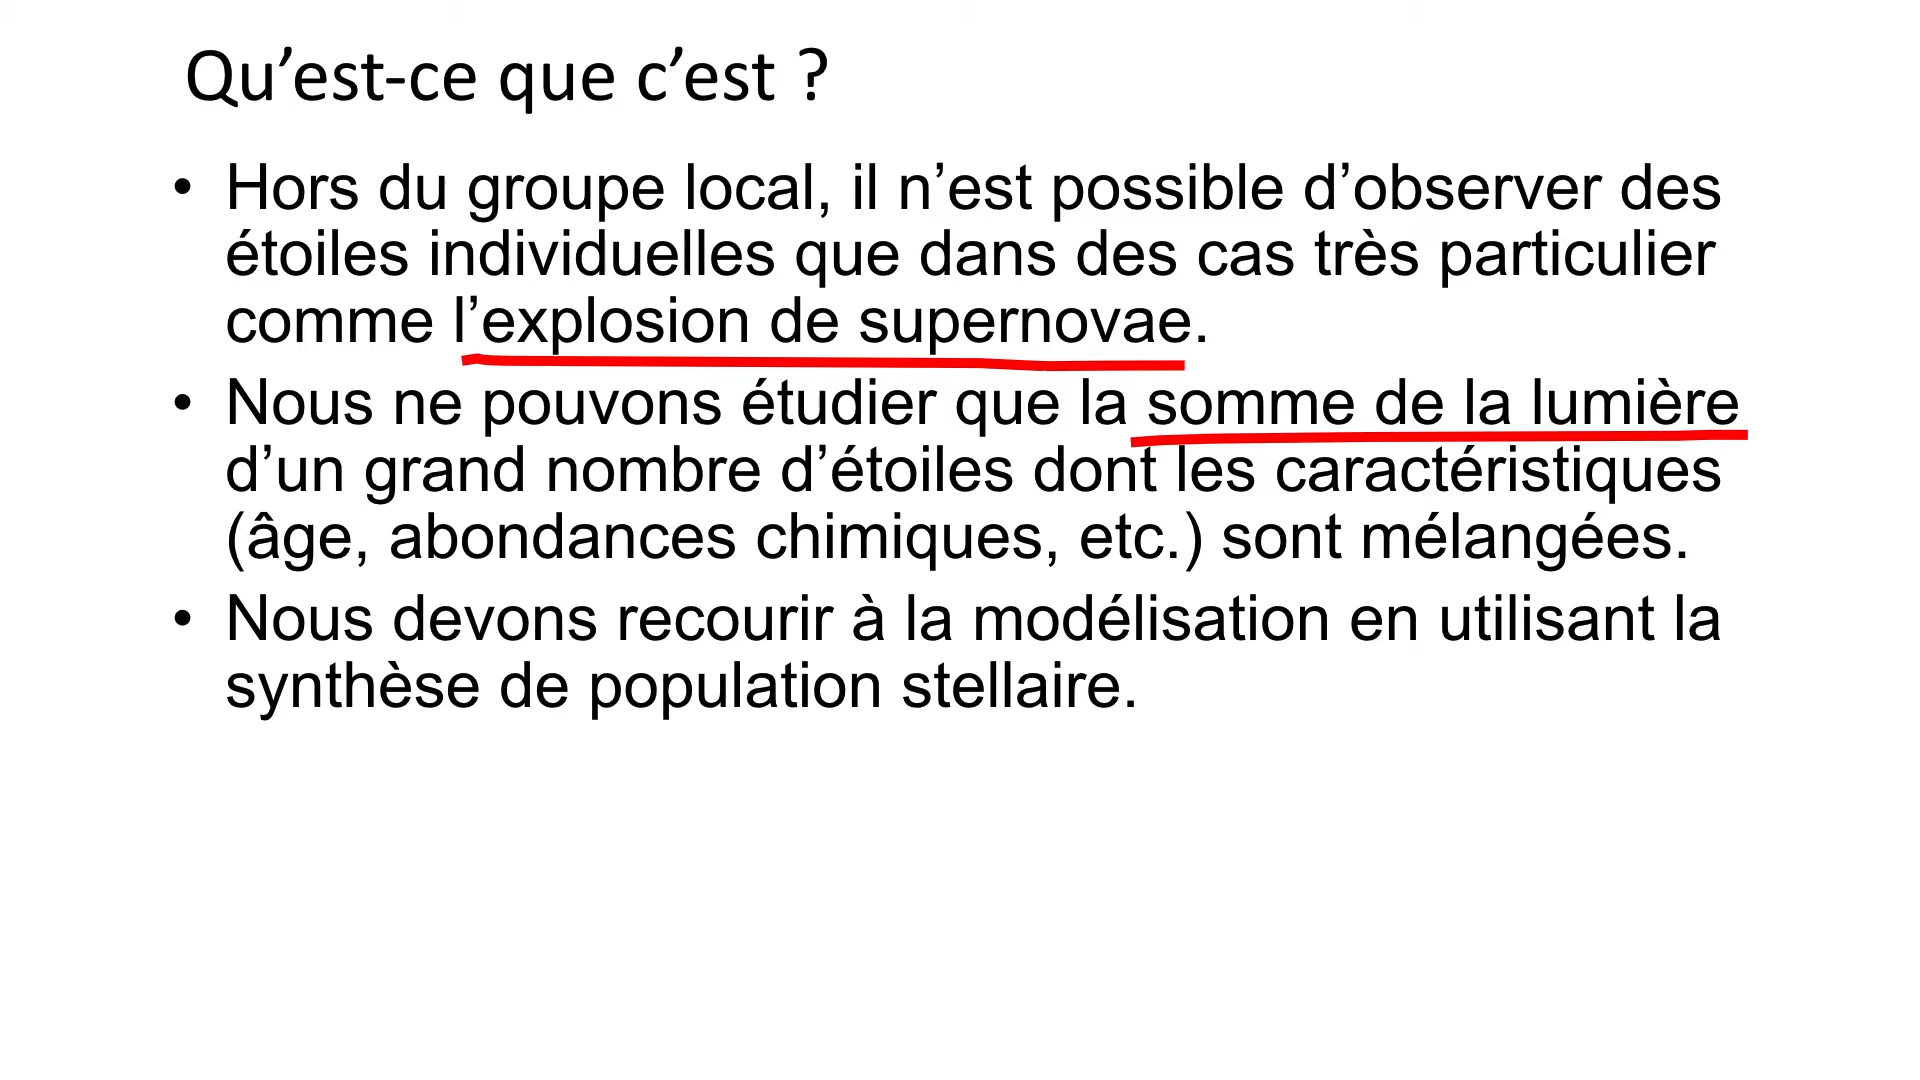 Qu’est-ce que c’est ?
• Hors du groupe local, il n’est possible d’observer des
étoiles individuelles que dans des cas très particulier
comme l’explosion de supernovae.
• Nous ne pouvons étudier que la somme de la lumière
d’un grand nombre d’étoiles dont les caractéristiques
(âge, abondances chimiques, etc.) sont mélangées.
• Nous devons recourir à la modélisation en utilisant la
synthèse de population stellaire.